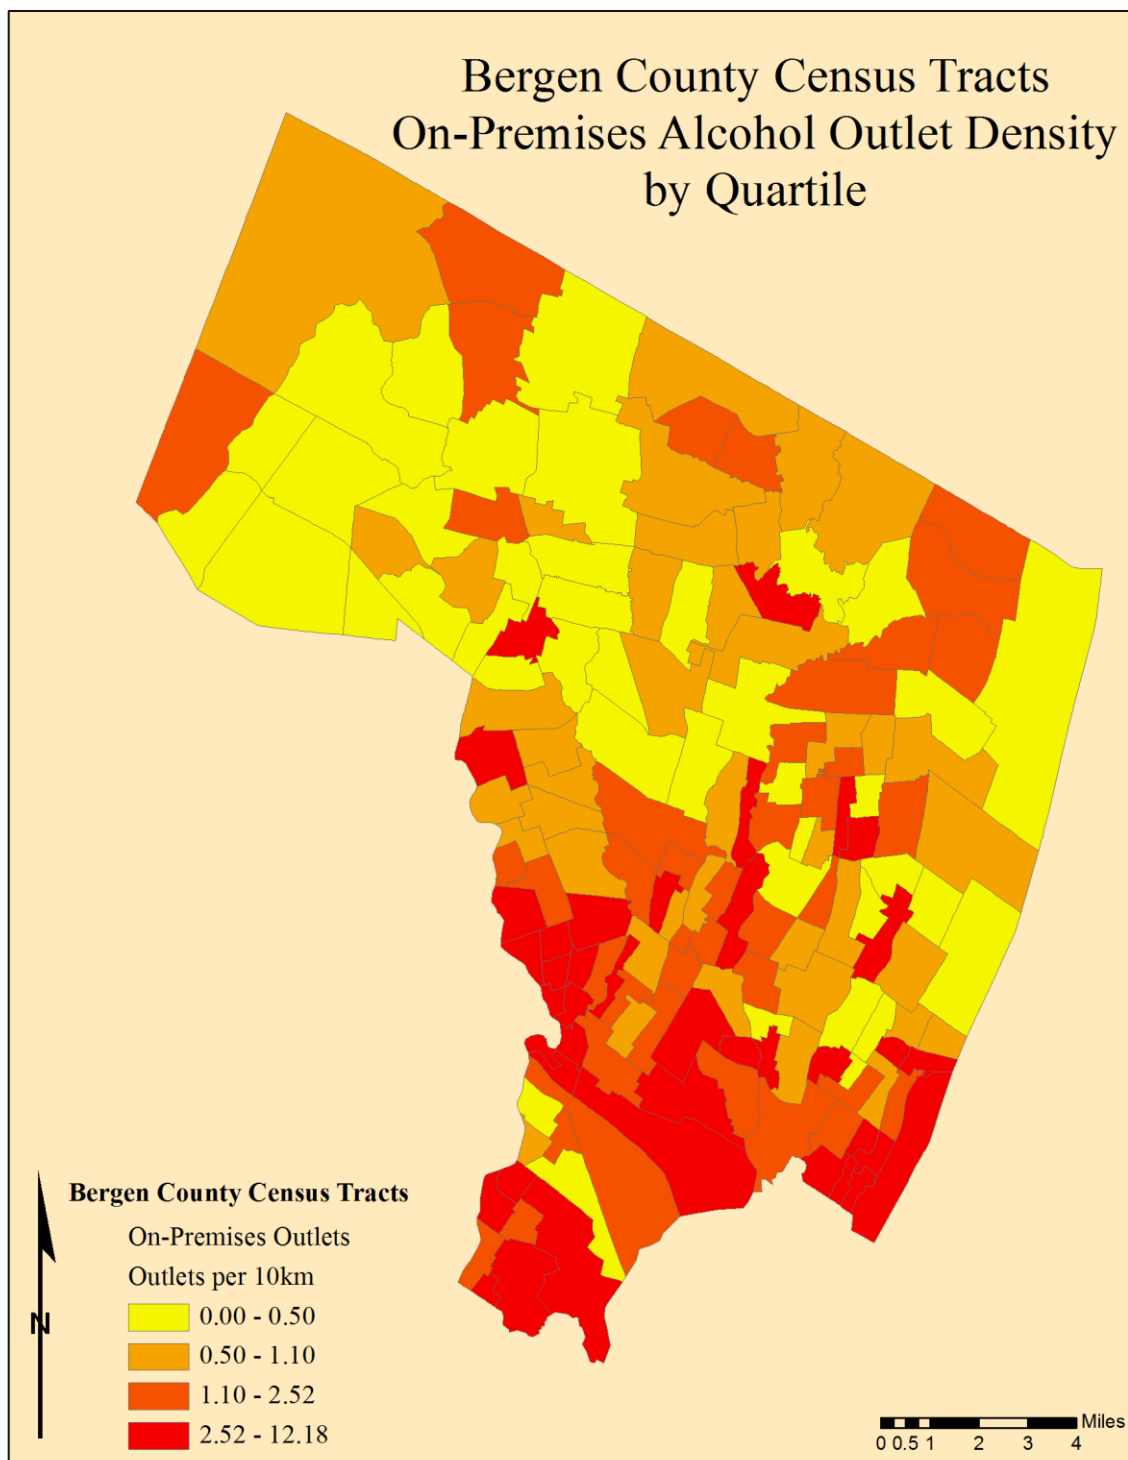 Bergen County Census Tracts
On-Premises Alcohol Outlet Density
by Quartile
Bergen County Census Tracts
On-Premises Outlets
Outlets per 10km
0.00 - 0.50
0.50 - 1.10
1.10 - 2.52
2.52 - 12.18
N
Miles
0 0.5 1 2 3 4